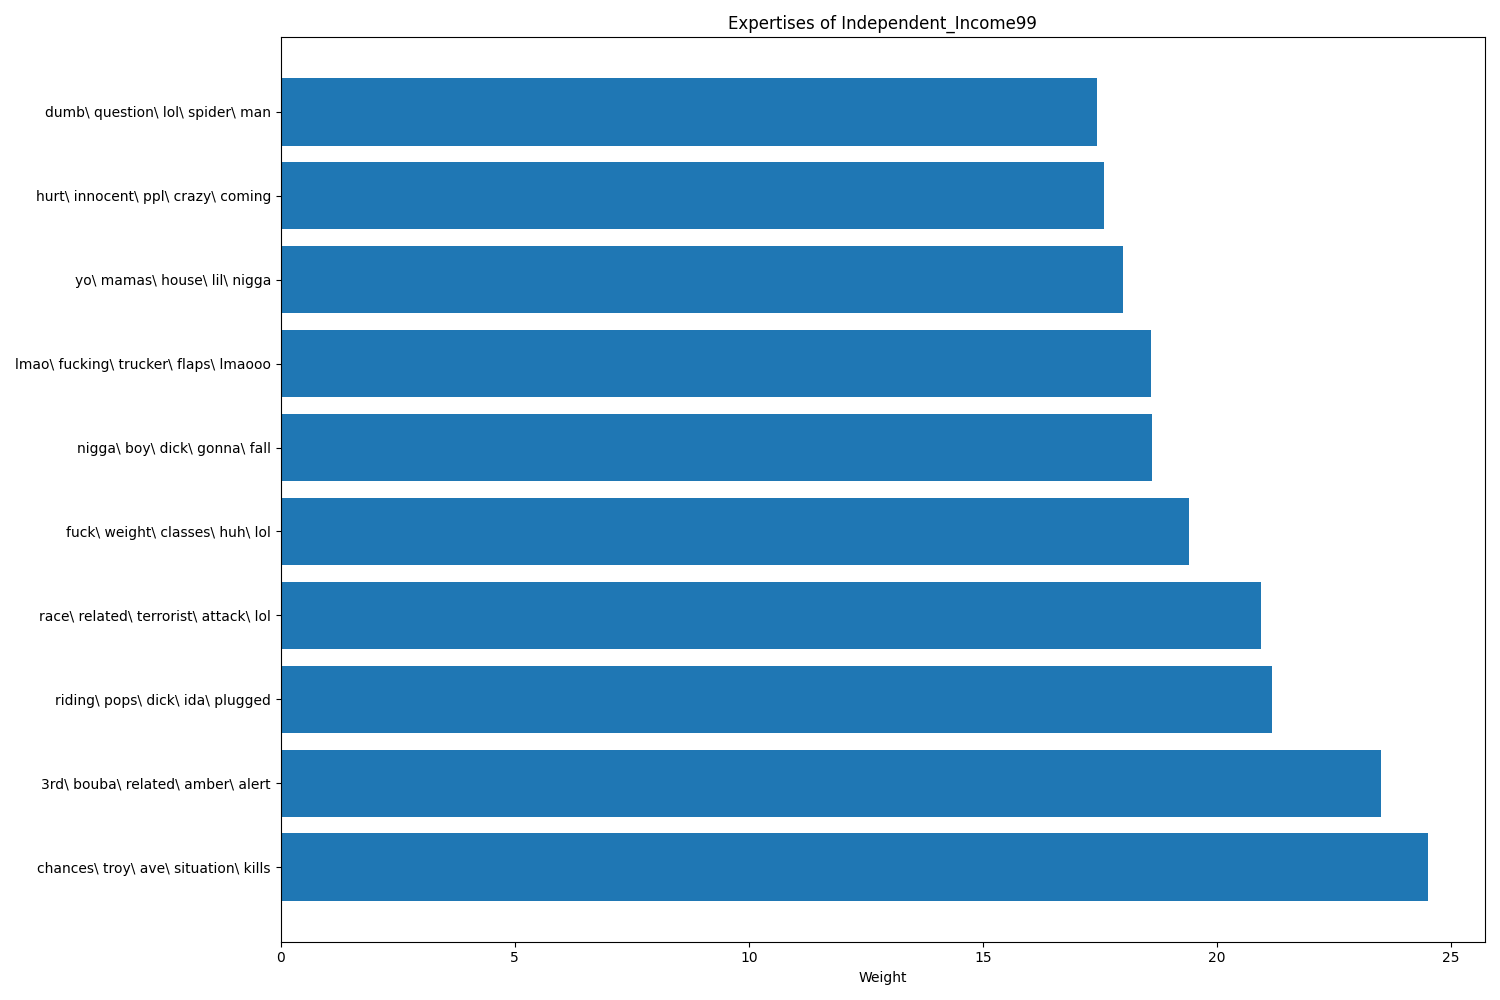 Expertises of Independent_Income99
dumb\ question\ lol\ spider\ man
hurt\ innocent\ ppl\ crazy\ coming
yo\ mamas\ house\ lil\ nigga
lmao\ fucking\ trucker\ flaps\ lmaooo
nigga\ boy\ dick\ gonna\ fall
fuck\ weight\ classes\ huh\ lol
race\ related\ terrorist\ attack\ lol
riding\ pops\ dick\ ida\ plugged
3rd\ bouba\ related\ amber\ alert
chances\ troy\ ave\ situation\ kills
0 5 10 15 20 25
Weight